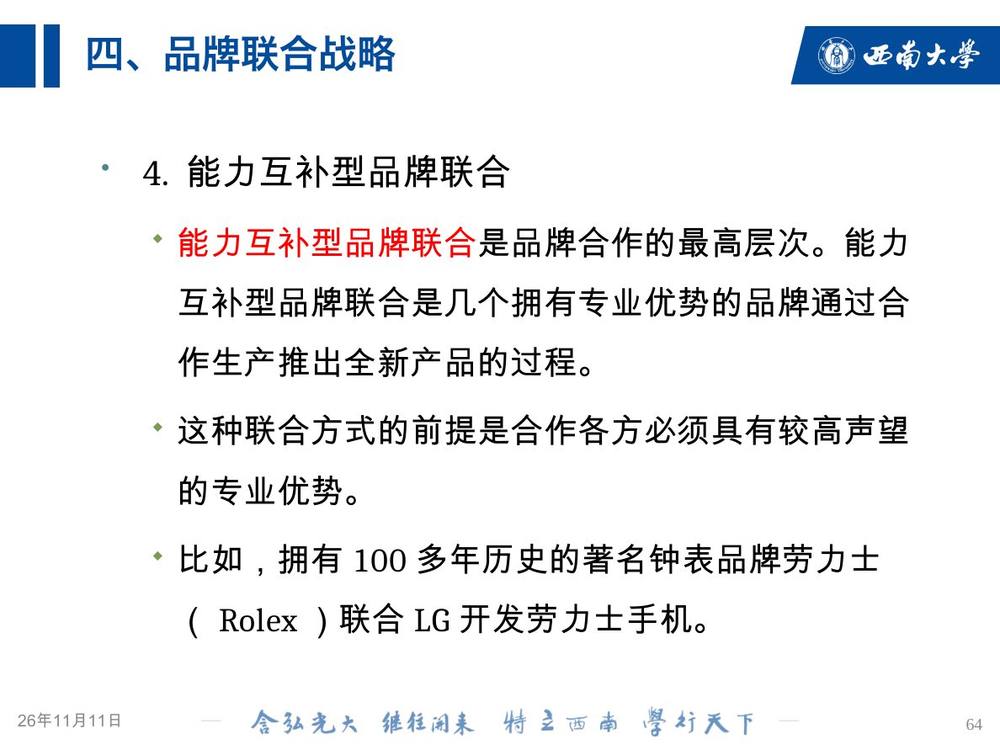 四、品牌联合战略
西南大学
4. 能力互补型品牌联合
能力互补型品牌联合是品牌合作的最高层次。能力
互补型品牌联合是几个拥有专业优势的品牌通过合
作生产推出全新产品的过程。
这种联合方式的前提是合作各方必须具有较高声望
的专业优势。
比如，拥有 100 多年历史的著名钟表品牌劳力士
（ Rolex ）联合 LG 开发劳力士手机。
26年11月11日
含弘光大 继往开来 特立西南 學行天下
64